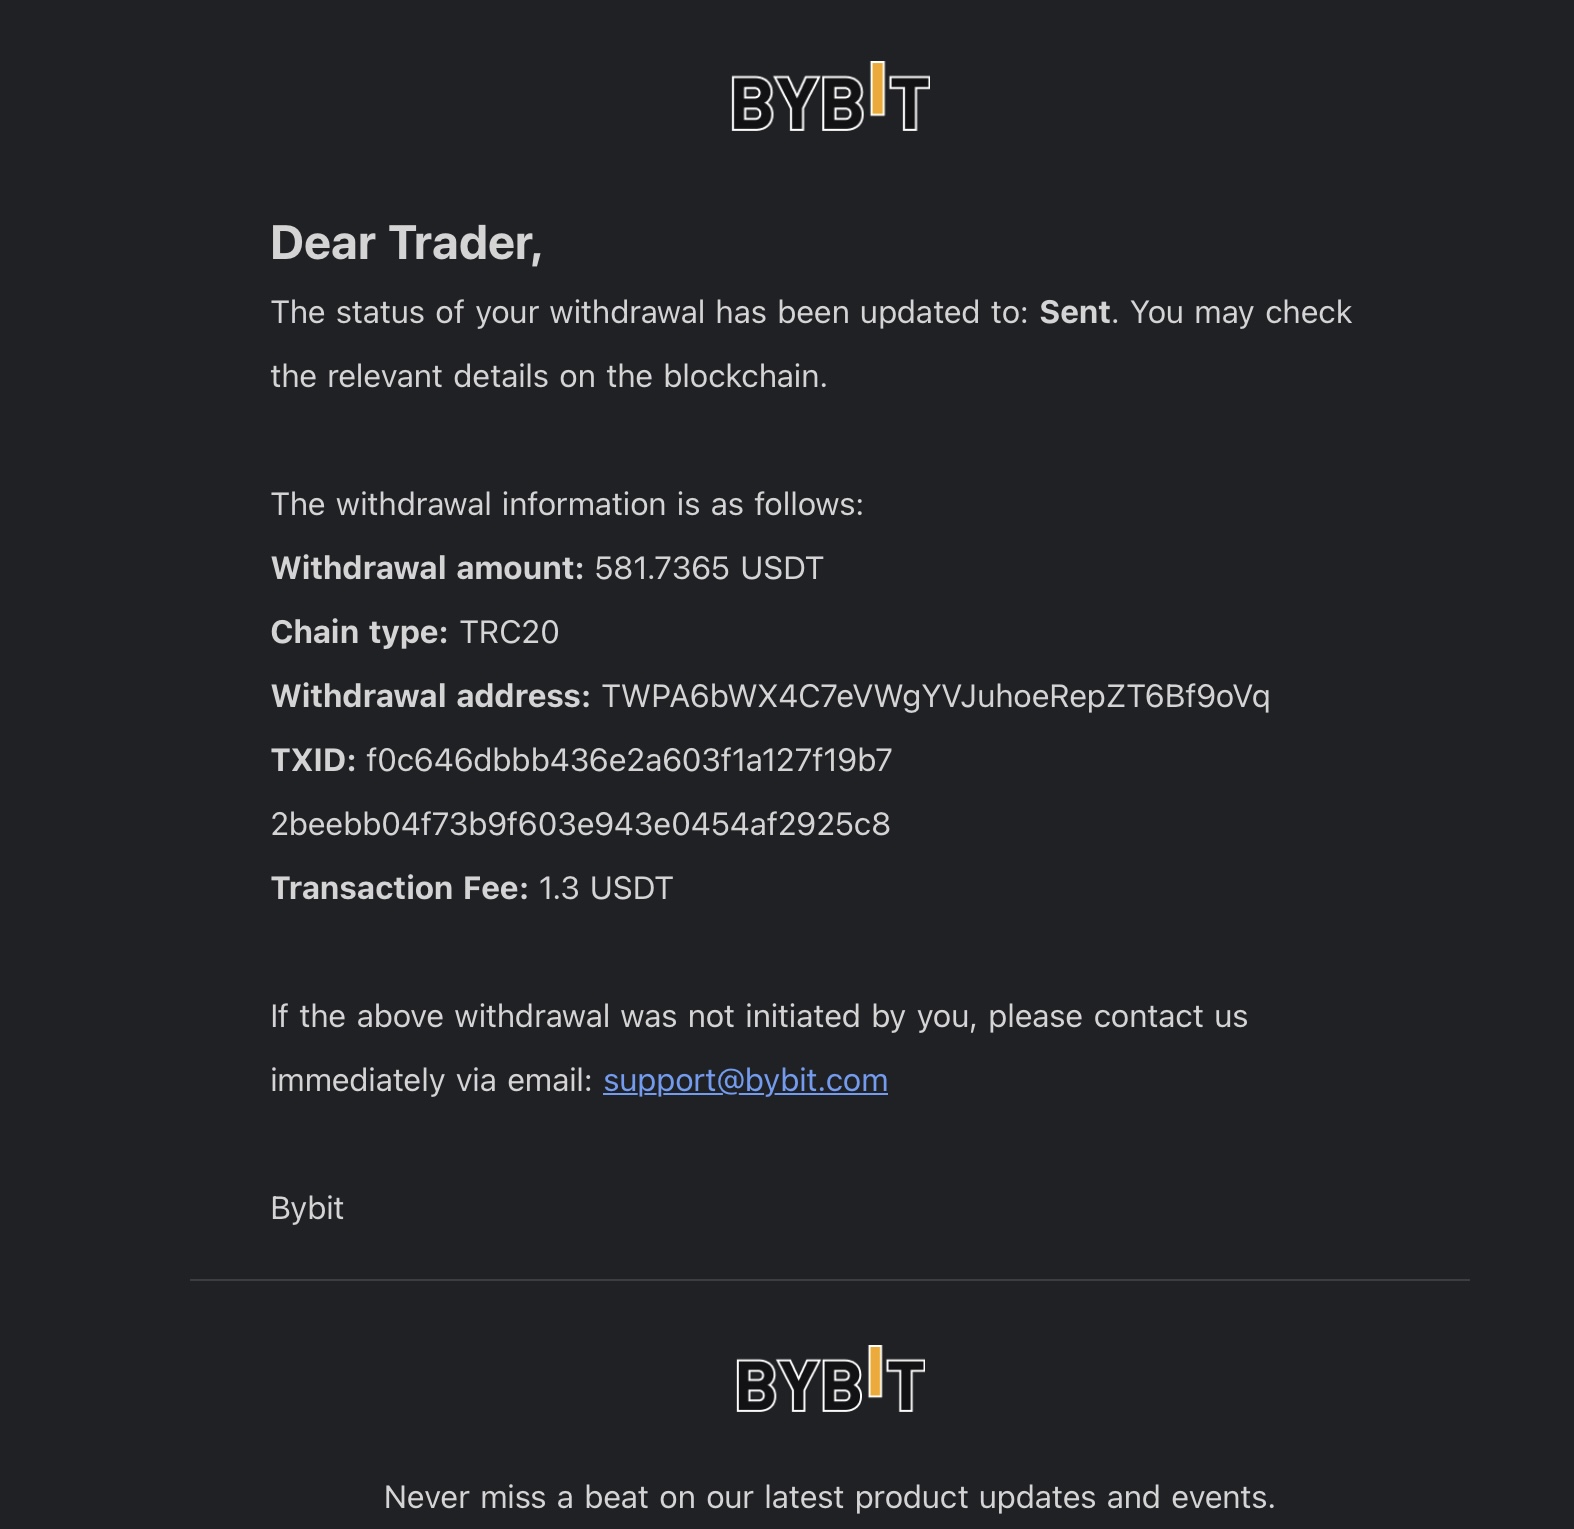 BYBIT
Dear Trader,
The status of your withdrawal has been updated to: Sent. You may check
the relevant details on the blockchain.
The withdrawal information is as follows:
Withdrawal amount: 581.7365 USDT
Chain type: TRC20
Withdrawal address: TWPA6bWX4C7eVWgYVJuhoeRepZT6Bf9oVq
TXID: f0c646dbbb436e2a603f1a127f19b7
2beebb04f73b9f603e943e0454af2925c8
Transaction Fee: 1.3 USDT
If the above withdrawal was not initiated by you, please contact us
immediately via email: support@bybit.com
Bybit
BYBIT
Never miss a beat on our latest product updates and events.